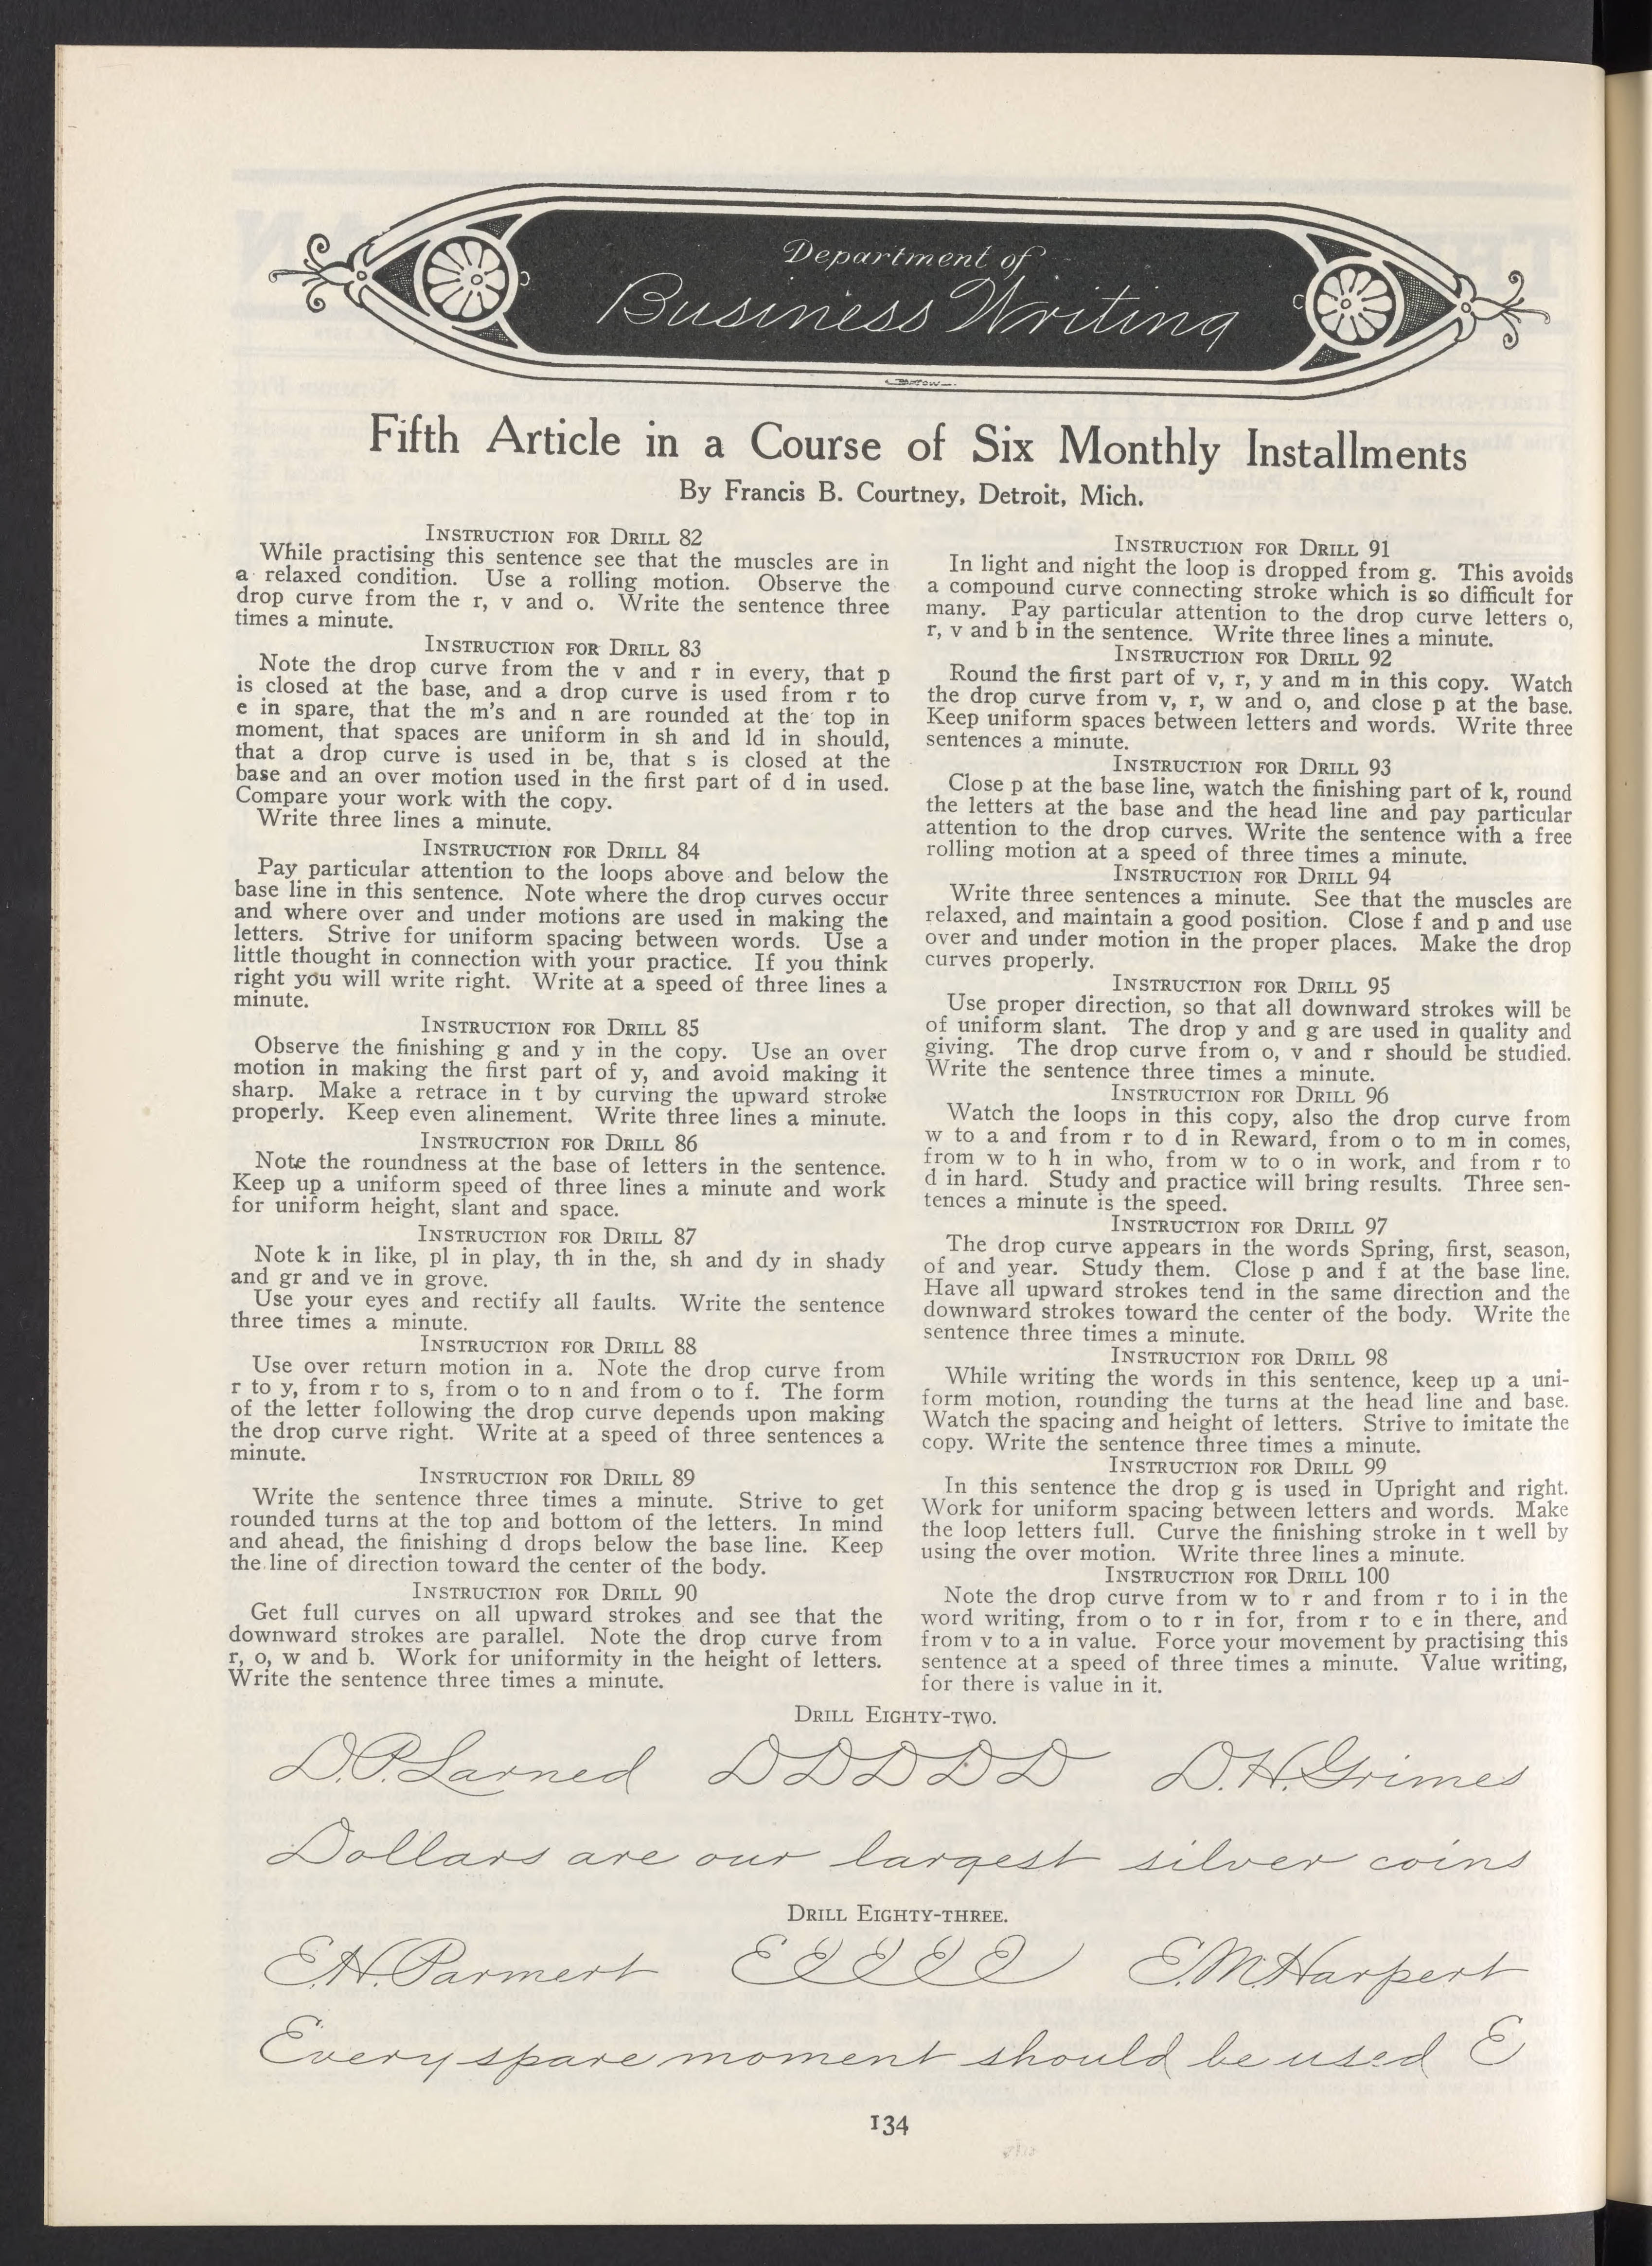 Department of
Business Writing
Fifth Article in a Course of Six Monthly Installments
By Francis B. Courtney, Detroit, Mich.
Instruction for Drill 82
While practising this sentence see that the muscles are in
a relaxed condition. Use a rolling motion. Observe the
drop curve from the r, v and o. Write the sentence three
times a minute.
Instruction for Drill 83
Note the drop curve from the v and r in every, that p
is closed at the base, and a drop curve is used from r to
e in spare, that the m's and n are rounded at the top in
moment, that spaces are uniform in sh and ld in should,
that a drop curve is used in be, that s is closed at the
base and an over motion used in the first part of d in used.
Compare your work with the copy.
Write three lines a minute.
Instruction for Drill 84
Pay particular attention to the loops above and below the
base line in this sentence. Note where the drop curves occur
and where over and under motions are used in making the
letters. Strive for uniform spacing between words. Use a
little thought in connection with your practice. If you think
right you will write right. Write at a speed of three lines a
minute.
Instruction for Drill 85
Observe the finishing g and y in the copy. Use an over
motion in making the first part of y, and avoid making it
sharp. Make a retrace in t by curving the upward stroke
properly. Keep even alinement. Write three lines a minute.
Instruction for Drill 86
Note the roundness at the base of letters in the sentence.
Keep up a uniform speed of three lines a minute and work
for uniform height, slant and space.
Instruction for Drill 87
Note k in like, pl in play, th in the, sh and dy in shady
and gr and ve in grove.
Use your eyes and rectify all faults. Write the sentence
three times a minute.
Instruction for Drill 88
Use over return motion in a. Note the drop curve from
r to y, from r to s, from o to n and from o to f. The form
of the letter following the drop curve depends upon making
the drop curve right. Write at a speed of three sentences a
minute.
Instruction for Drill 89
Write the sentence three times a minute. Strive to get
rounded turns at the top and bottom of the letters. In mind
and ahead, the finishing d drops below the base line. Keep
the line of direction toward the center of the body.
Instruction for Drill 90
Get full curves on all upward strokes and see that the
downward strokes are parallel. Note the drop curve from
r, o, w and b. Work for uniformity in the height of letters.
Write the sentence three times a minute.
Instruction for Drill 91
In light and night the loop is dropped from g. This avoids
a compound curve connecting stroke which is so difficult for
many. Pay particular attention to the drop curve letters o,
r, v and b in the sentence. Write three lines a minute.
Instruction for Drill 92
Round the first part of v, r, y and m in this copy. Watch
the drop curve from v, r, w and o, and close p at the base.
Keep uniform spaces between letters and words. Write three
sentences a minute.
Instruction for Drill 93
Close p at the base line, watch the finishing part of k, round
the letters at the base and the head line and pay particular
attention to the drop curves. Write the sentence with a free
rolling motion at a speed of three times a minute.
Instruction for Drill 94
Write three sentences a minute. See that the muscles are
relaxed, and maintain a good position. Close f and p and use
over and under motion in the proper places. Make the drop
curves properly.
Instruction for Drill 95
Use proper direction, so that all downward strokes will be
of uniform slant. The drop y and g are used in quality and
giving. The drop curve from o, v and r should be studied.
Write the sentence three times a minute.
Instruction for Drill 96
Watch the loops in this copy, also the drop curve from
w to a and from r to d in Reward, from o to m in comes,
from w to h in who, from w to o in work, and from r to
d in hard. Study and practice will bring results. Three sen-
tences a minute is the speed.
Instruction for Drill 97
The drop curve appears in the words Spring, first, season,
of and year. Study them. Close p and f at the base line.
Have all upward strokes tend in the same direction and the
downward strokes toward the center of the body. Write the
sentence three times a minute.
Instruction for Drill 98
While writing the words in this sentence, keep up a uni-
form motion, rounding the turns at the head line and base.
Watch the spacing and height of letters. Strive to imitate the
copy. Write the sentence three times a minute.
Instruction for Drill 99
In this sentence the drop g is used in Upright and right.
Work for uniform spacing between letters and words. Make
the loop letters full. Curve the finishing stroke in t well by
using the over motion. Write three lines a minute.
Instruction for Drill 100
Note the drop curve from w to r and from r to i in the
word writing, from o to r in for, from r to e in there, and
from v to a in value. Force your movement by practising this
sentence at a speed of three times a minute. Value writing,
for there is value in it.
Drill Eighty-two.
D.P. Larned D D D D D D.H. Grimes
Dollars are our largest silver coins
Drill Eighty-three.
E.H. Parmert E E E E E E.M. Harpert
Every spare moment should be used E
134